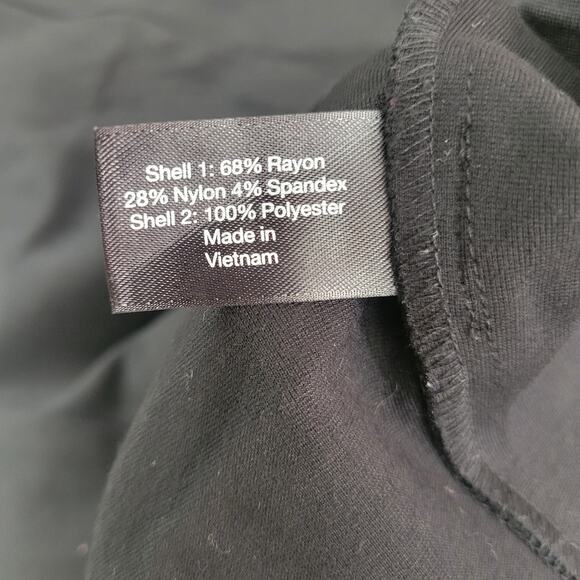 Shell 1: 68% Rayon
28% Nylon 4% Spandex
Shell 2: 100% Polyester
Made in
Vietnam